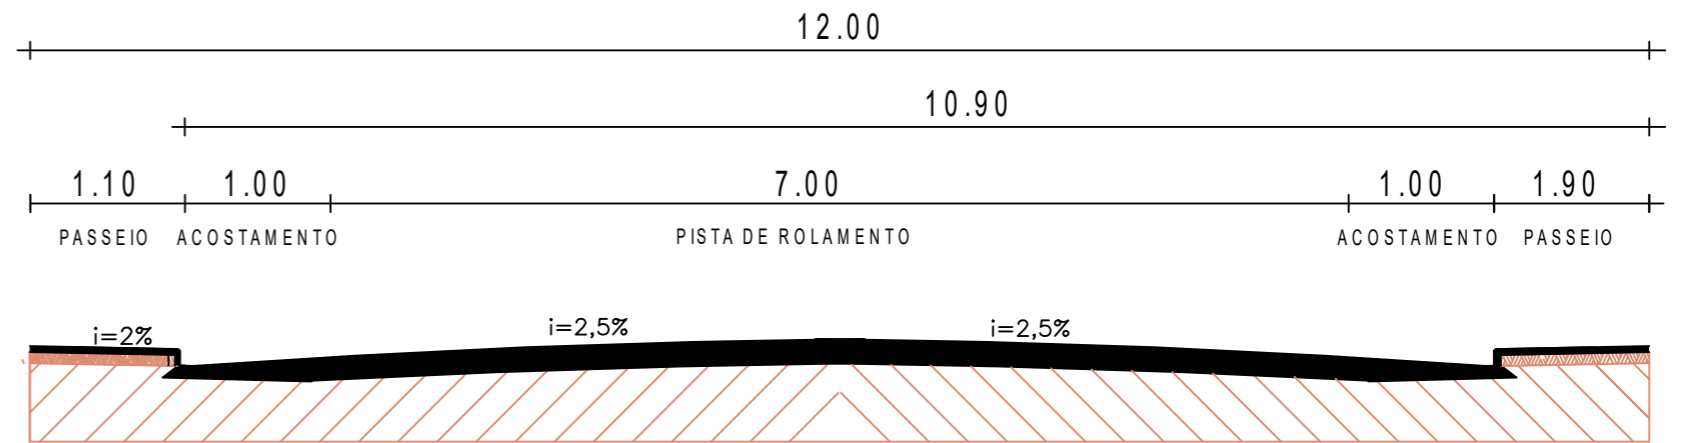 12.00
10.90
1.10 1.00 7.00 1.00 1.90
PASSEIO ACOSTAMENTO PISTA DE ROLAMENTO ACOSTAMENTO PASSEIO
i=2% i=2,5% i=2,5%